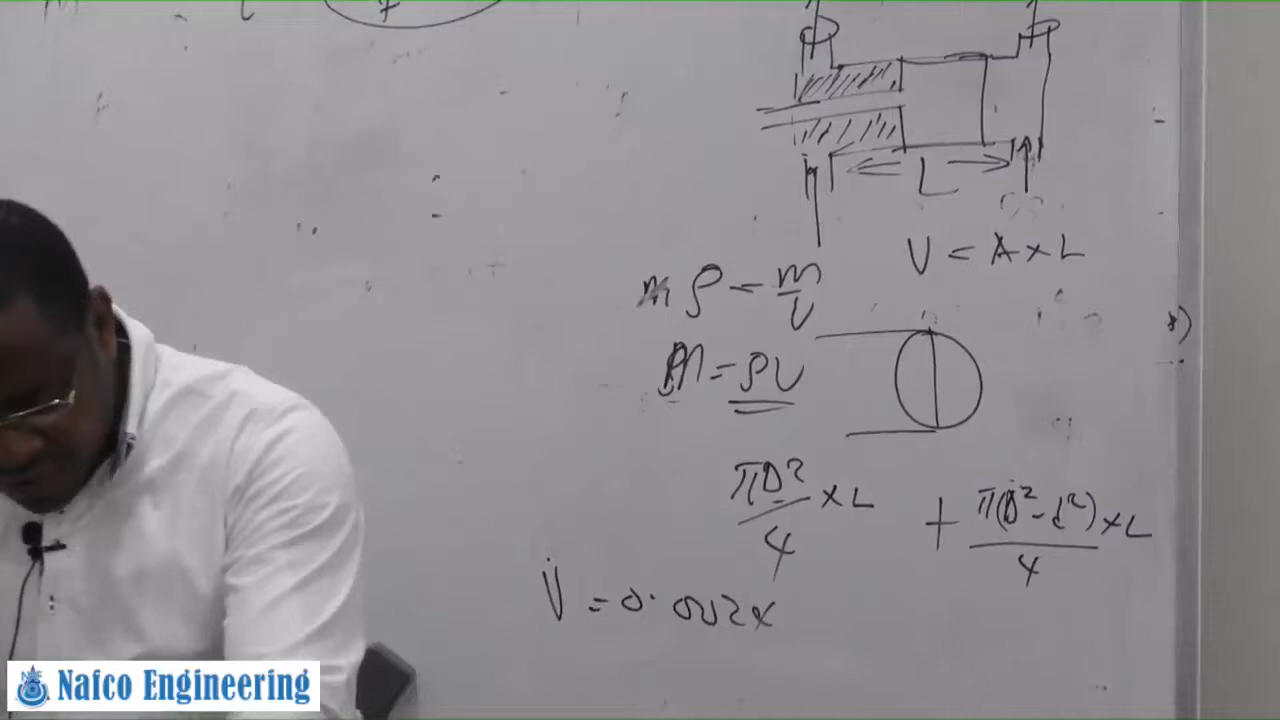 L
V = A x L
ρ = m/V
m = ρV
πD²/4 x L + π(D² - d²)/4 x L
V̇ = 0.002x
Nafco Engineering